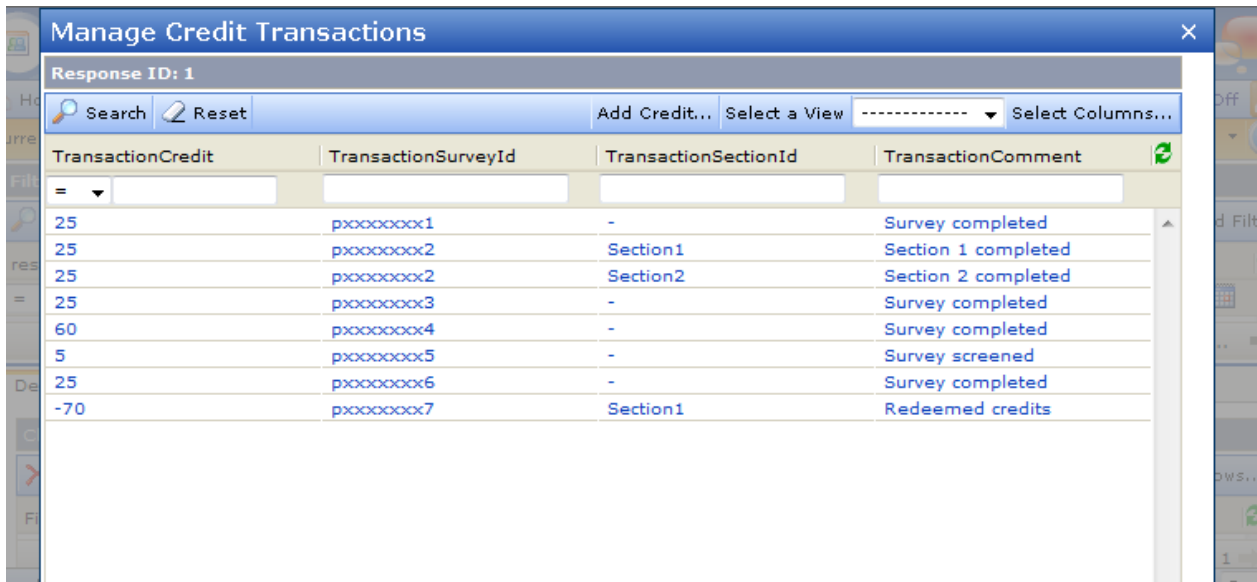 Manage Credit Transactions
Response ID: 1
Search Reset Add Credit... Select a View ------------- Select Columns...
TransactionCredit TransactionSurveyId TransactionSectionId TransactionComment
=
25 pxxxxxxx1 - Survey completed
25 pxxxxxxx2 Section1 Section 1 completed
25 pxxxxxxx2 Section2 Section 2 completed
25 pxxxxxxx3 - Survey completed
60 pxxxxxxx4 - Survey completed
5 pxxxxxxx5 - Survey screened
25 pxxxxxxx6 - Survey completed
-70 pxxxxxxx7 Section1 Redeemed credits